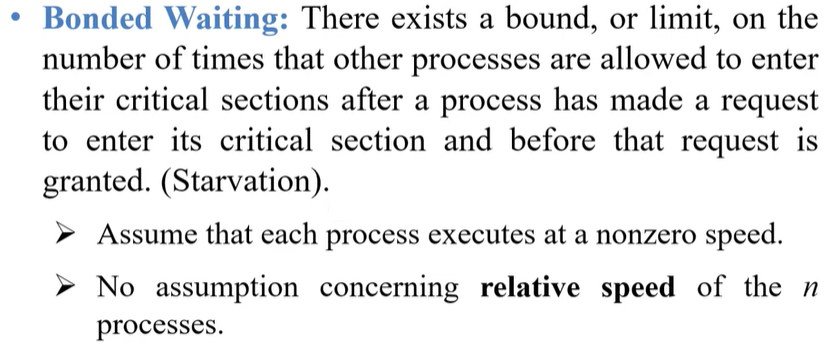 • Bonded Waiting: There exists a bound, or limit, on the
number of times that other processes are allowed to enter
their critical sections after a process has made a request
to enter its critical section and before that request is
granted. (Starvation).
➢ Assume that each process executes at a nonzero speed.
➢ No assumption concerning relative speed of the n
processes.